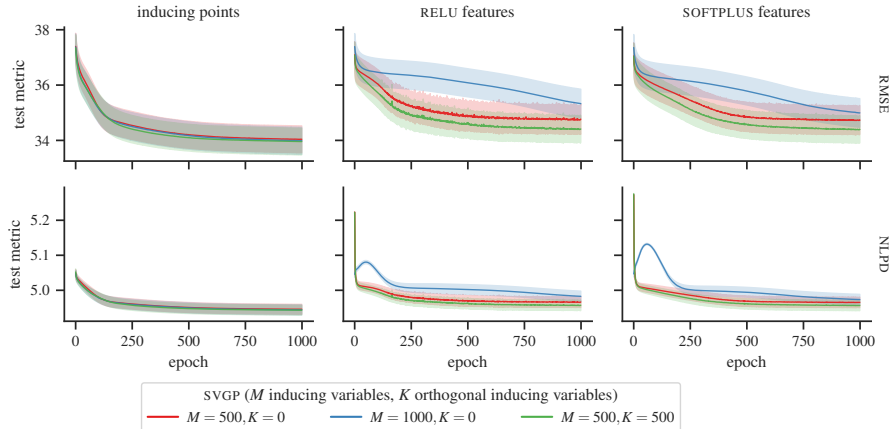 inducing points RELU features SOFTPLUS features
38
36
34
test metric
RMSE
5.2
5.1
5.0
test metric
NLPD
0 250 500 750 1000 0 250 500 750 1000 0 250 500 750 1000
epoch epoch epoch
SVGP (M inducing variables, K orthogonal inducing variables)
M = 500, K = 0 M = 1000, K = 0 M = 500, K = 500